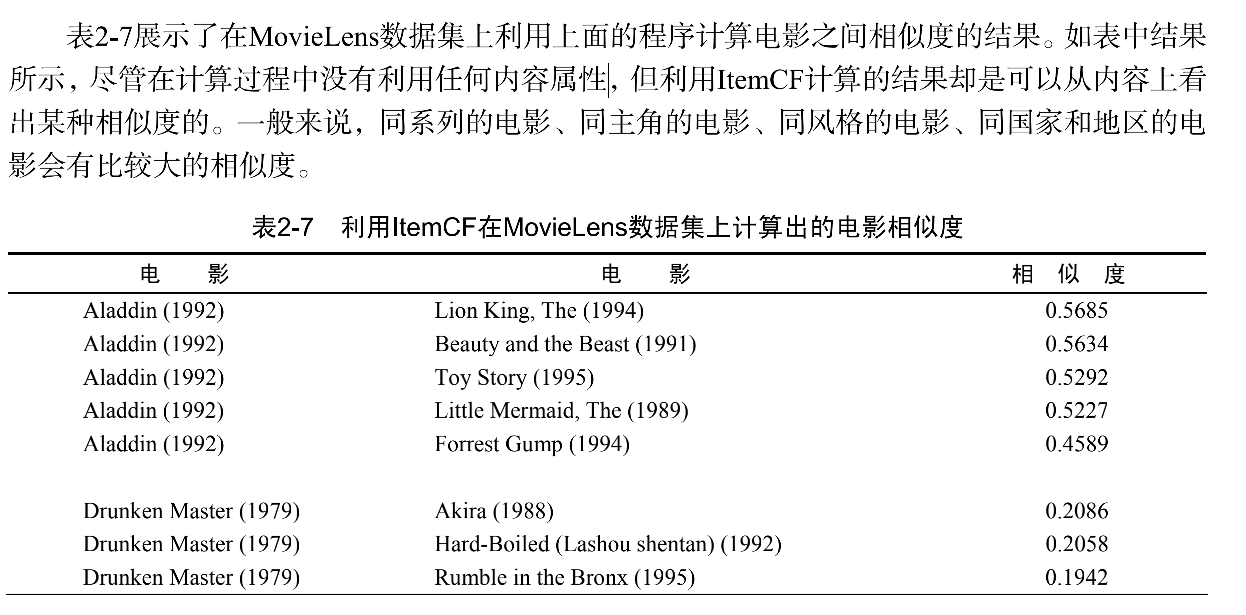 表2-7展示了在MovieLens数据集上利用上面的程序计算电影之间相似度的结果。如表中结果
所示，尽管在计算过程中没有利用任何内容属性，但利用ItemCF计算的结果却是可以从内容上看
出某种相似度的。一般来说，同系列的电影、同主角的电影、同风格的电影、同国家和地区的电
影会有比较大的相似度。
表2-7 利用ItemCF在MovieLens数据集上计算出的电影相似度
电 影 电 影 相 似 度
Aladdin (1992) Lion King, The (1994) 0.5685
Aladdin (1992) Beauty and the Beast (1991) 0.5634
Aladdin (1992) Toy Story (1995) 0.5292
Aladdin (1992) Little Mermaid, The (1989) 0.5227
Aladdin (1992) Forrest Gump (1994) 0.4589
Drunken Master (1979) Akira (1988) 0.2086
Drunken Master (1979) Hard-Boiled (Lashou shentan) (1992) 0.2058
Drunken Master (1979) Rumble in the Bronx (1995) 0.1942